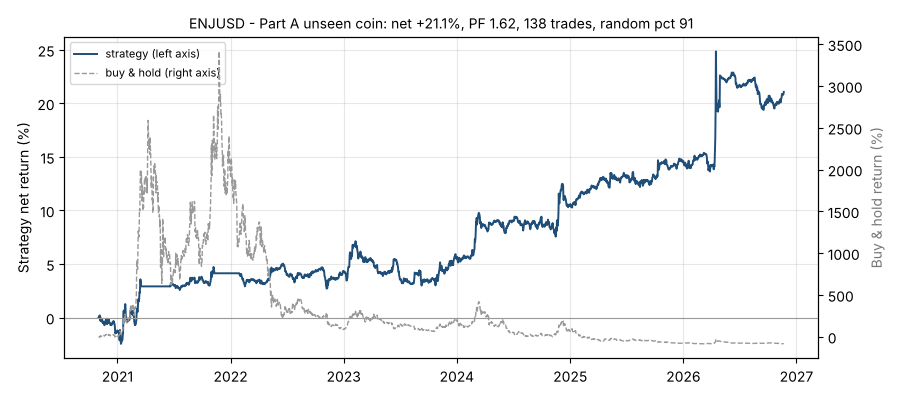 ENJUSD - Part A unseen coin: net +21.1%, PF 1.62, 138 trades, random pct 91
strategy (left axis)
buy & hold (right axis)
Strategy net return (%)
25
20
15
10
5
0
3500
3000
2500
2000
1500
1000
500
0
Buy & hold return (%)
2021 2022 2023 2024 2025 2026 2027